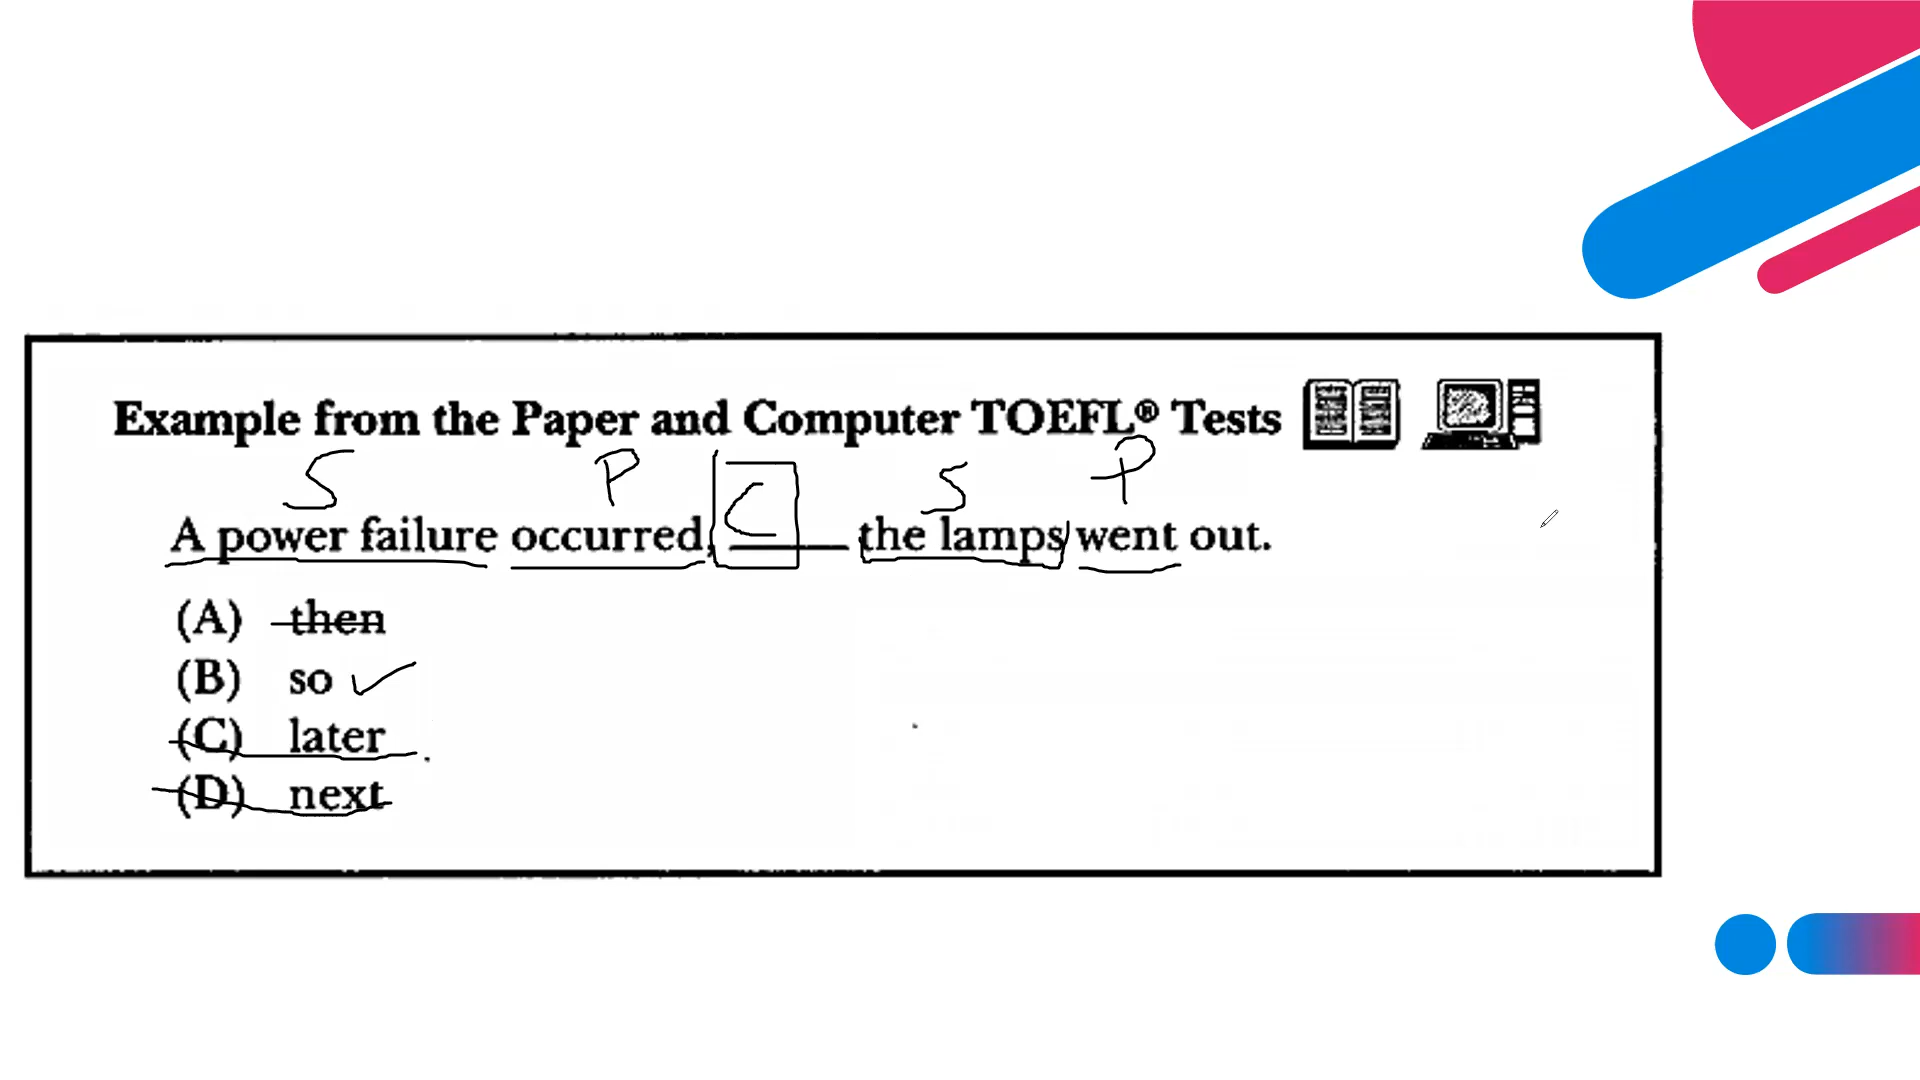 Example from the Paper and Computer TOEFL® Tests
S P C S P
A power failure occurred, ____ the lamps went out.
(A) then
(B) so
(C) later
(D) next